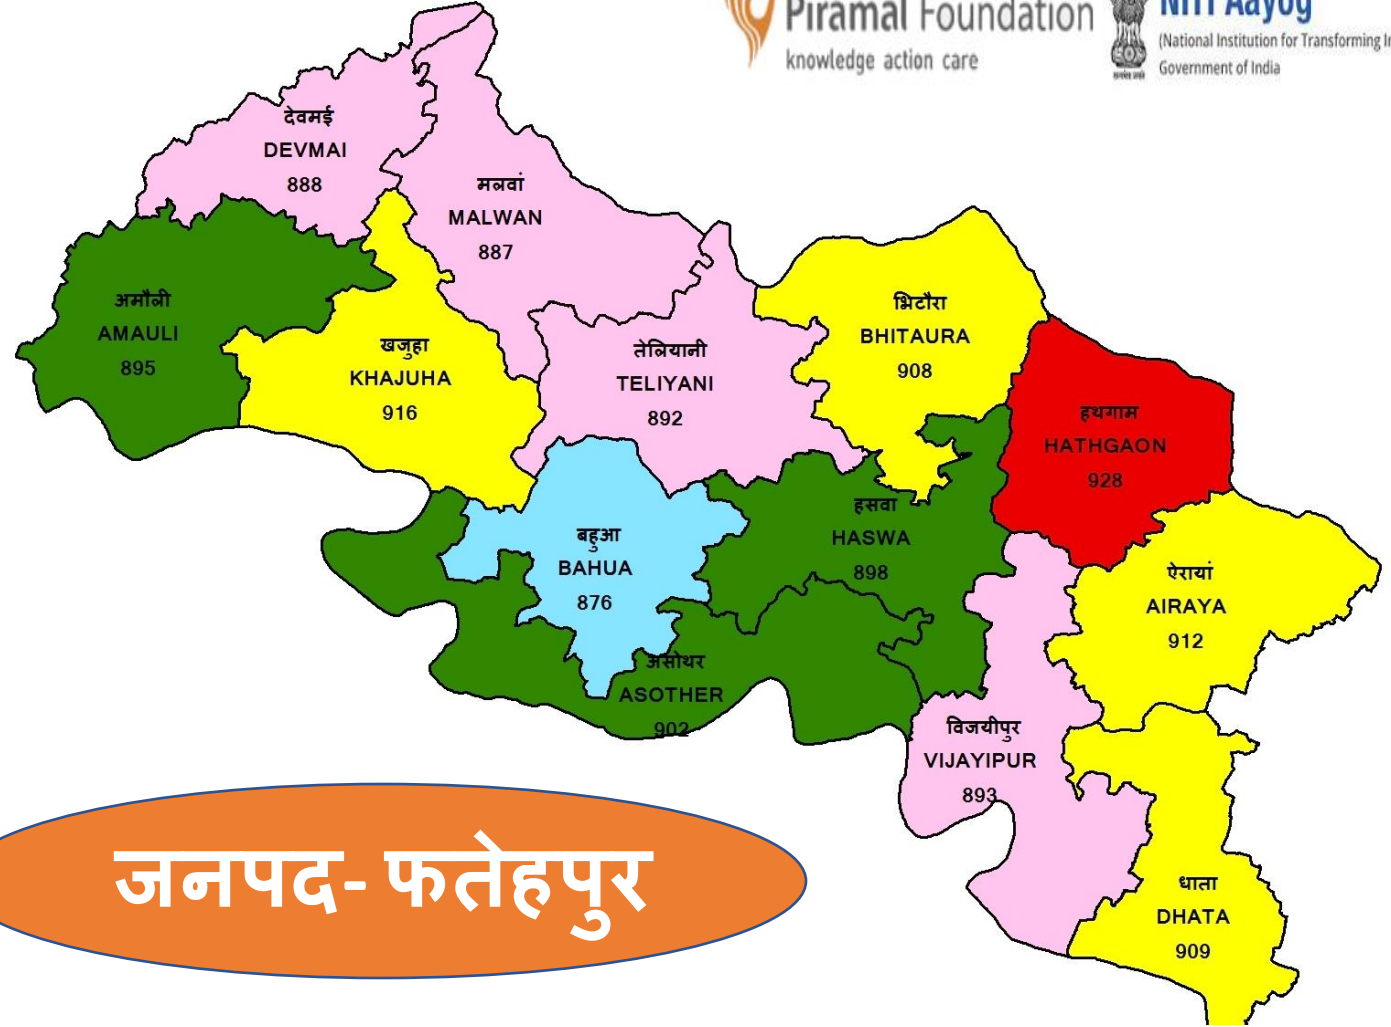 Piramal Foundation
knowledge action care
NITI Aayog
(National Institution for Transforming In
Government of India
देवमई
DEVMAI
888
मलवां
MALWAN
887
अमौली
AMAULI
895
खजुहा
KHAJUHA
916
तेलियानी
TELIYANI
892
भिटौरा
BHITAURA
908
हथगाम
HATHGAON
928
बहुआ
BAHUA
876
हसवा
HASWA
898
ऐरायां
AIRAYA
912
असोथर
ASOTHER
902
विजयीपुर
VIJAYIPUR
893
धाता
DHATA
909
जनपद- फतेहपुर